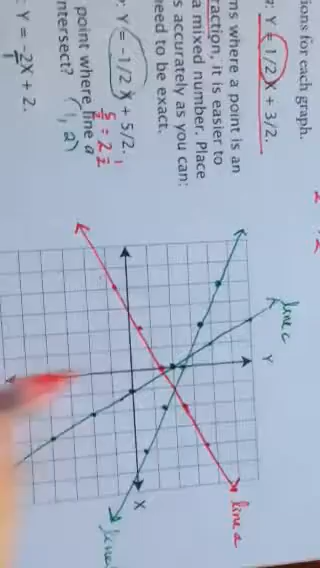 ions for each graph.
: Y = 1/2 X + 3/2.
ms where a point is an
raction, it is easier to
a mixed number. Place
s accurately as you can:
need to be exact.
: Y = -1/2 X + 5/2.
5/2 = 2 1/2
point where line a
ntersect? (1, 2)
: Y = -2X + 2.
line c
Y
X
line a
line